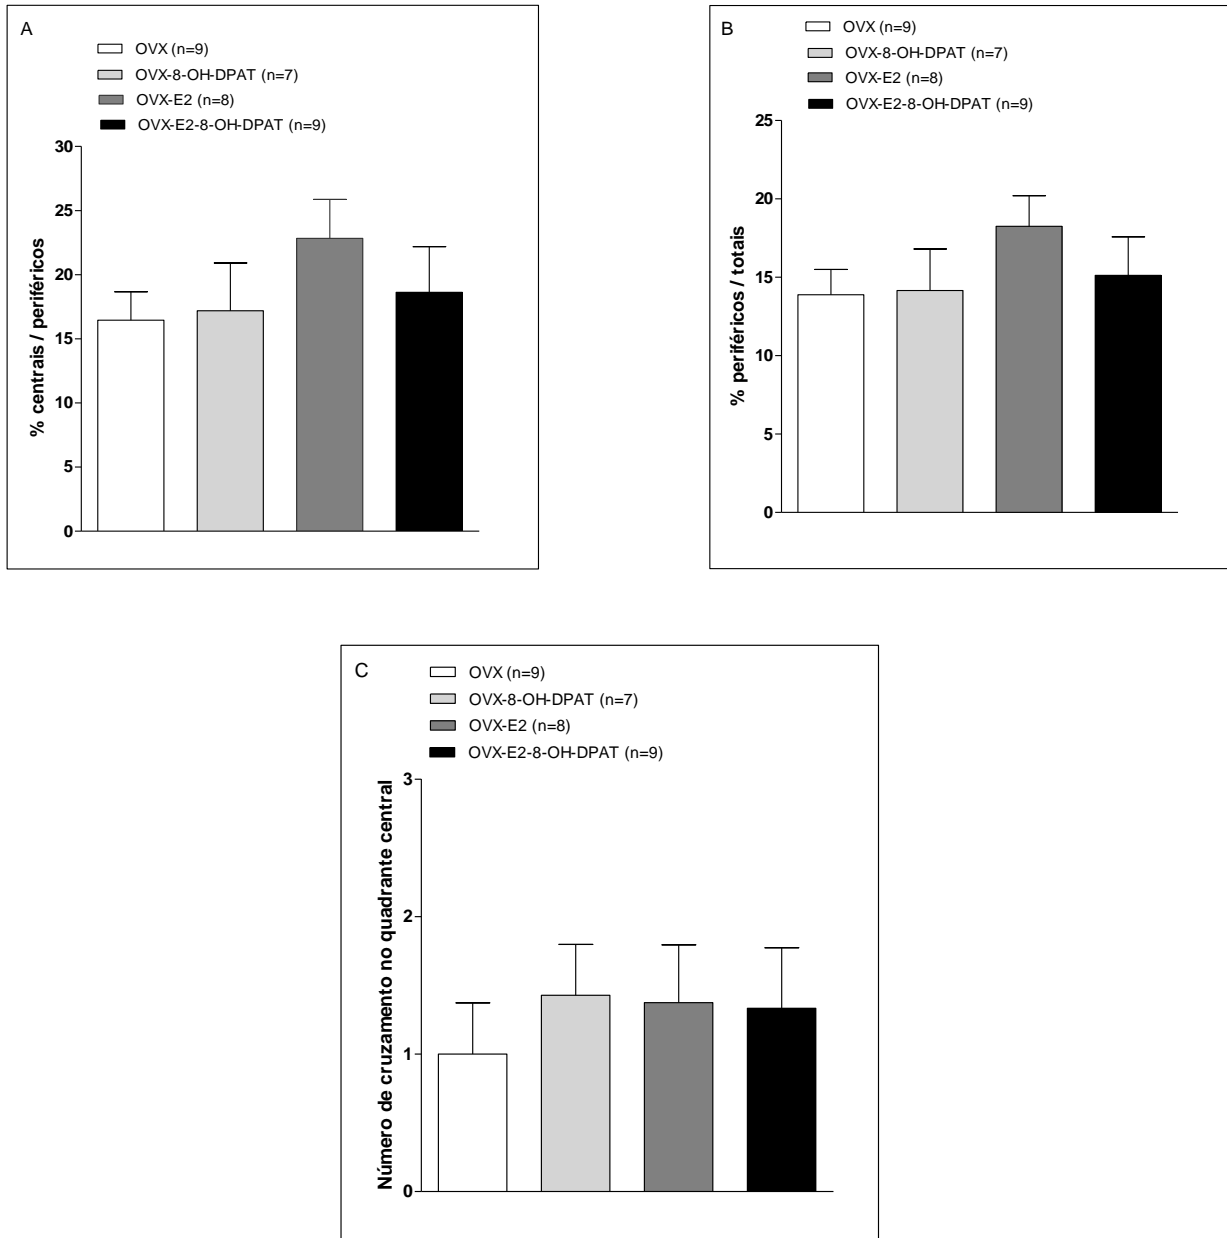 A
OVX (n=9)
OVX-8-OH-DPAT (n=7)
OVX-E2 (n=8)
OVX-E2-8-OH-DPAT (n=9)
30
25
20
15
10
5
0
% centrais / periféricos
B
OVX (n=9)
OVX-8-OH-DPAT (n=7)
OVX-E2 (n=8)
OVX-E2-8-OH-DPAT (n=9)
25
20
15
10
5
0
% periféricos / totais
C
OVX (n=9)
OVX-8-OH-DPAT (n=7)
OVX-E2 (n=8)
OVX-E2-8-OH-DPAT (n=9)
3
2
1
0
Número de cruzamento no quadrante central